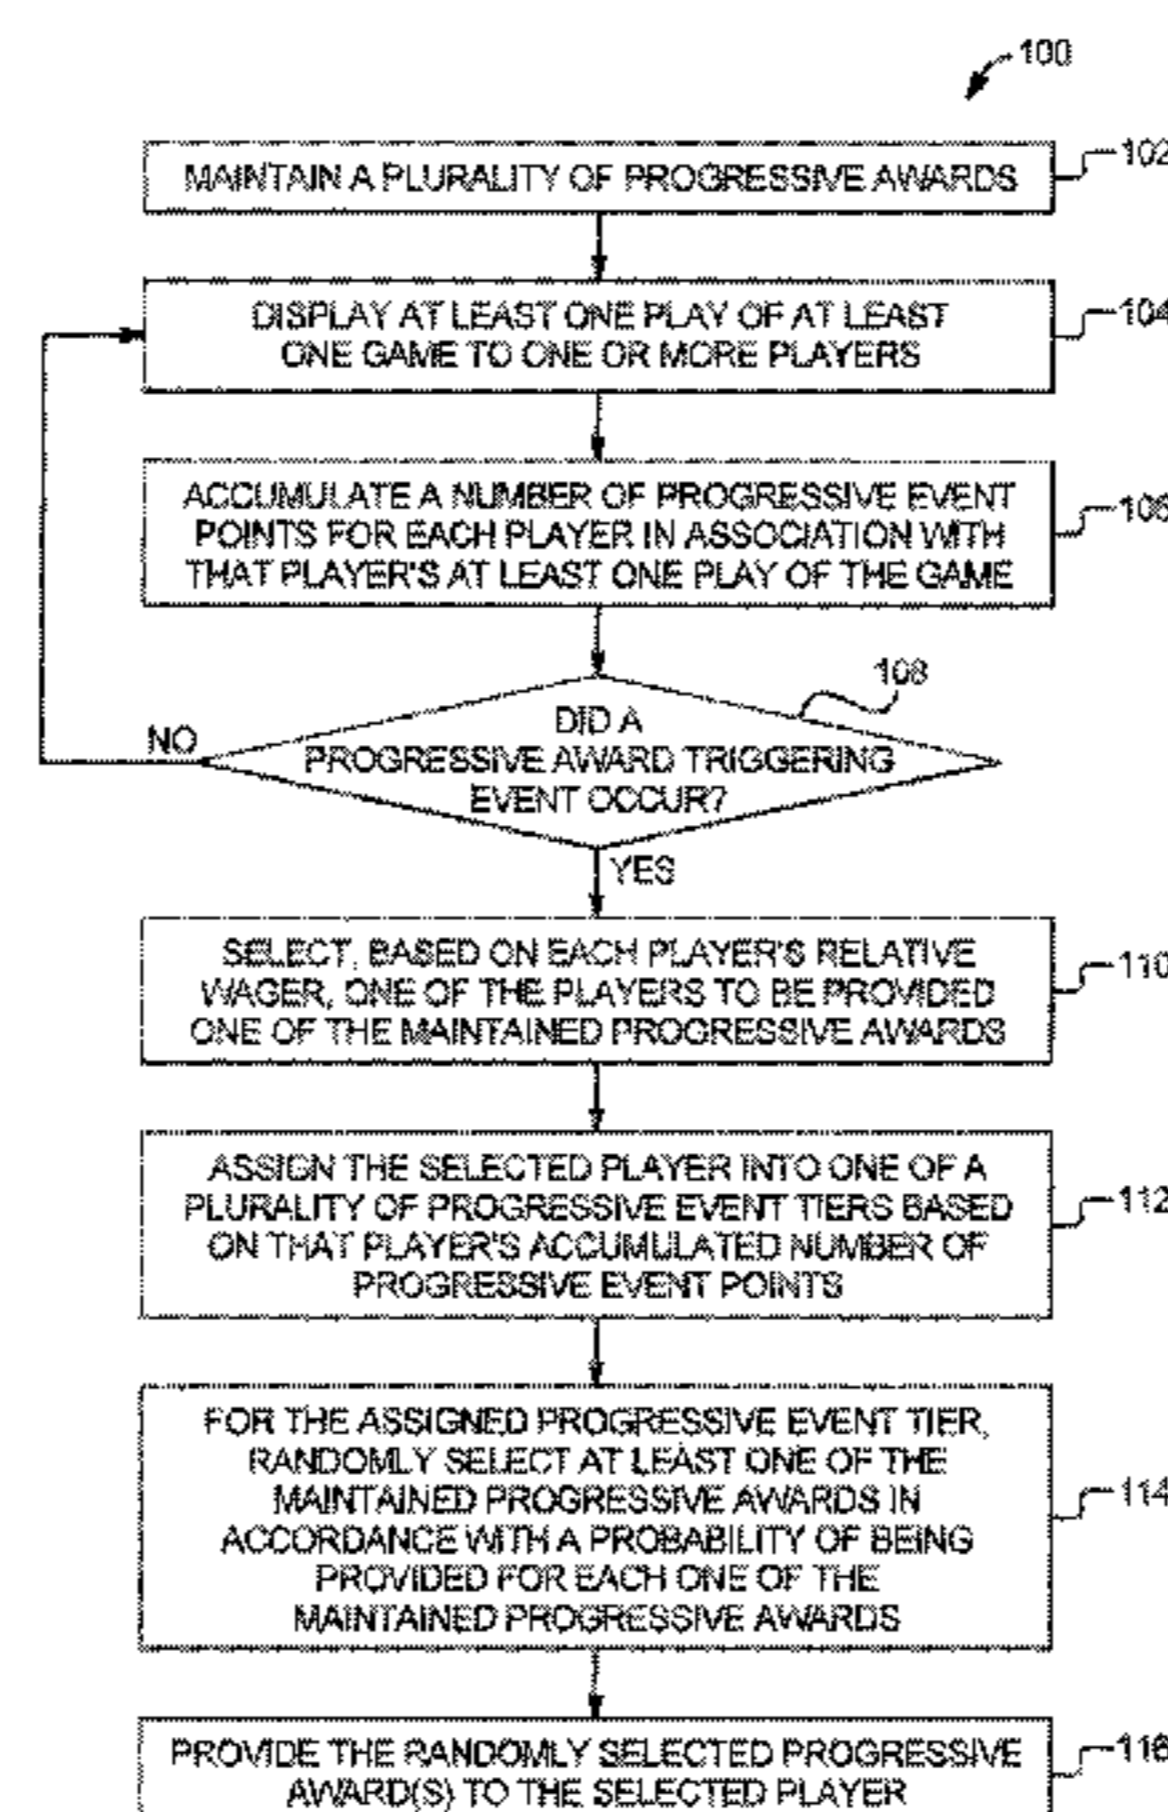 100
MAINTAIN A PLURALITY OF PROGRESSIVE AWARDS
102
DISPLAY AT LEAST ONE PLAY OF AT LEAST
ONE GAME TO ONE OR MORE PLAYERS
104
ACCUMULATE A NUMBER OF PROGRESSIVE EVENT
POINTS FOR EACH PLAYER IN ASSOCIATION WITH
THAT PLAYER'S AT LEAST ONE PLAY OF THE GAME
106
108
DID A
PROGRESSIVE AWARD TRIGGERING
EVENT OCCUR?
NO
YES
SELECT, BASED ON EACH PLAYER'S RELATIVE
WAGER, ONE OF THE PLAYERS TO BE PROVIDED
ONE OF THE MAINTAINED PROGRESSIVE AWARDS
110
ASSIGN THE SELECTED PLAYER INTO ONE OF A
PLURALITY OF PROGRESSIVE EVENT TIERS BASED
ON THAT PLAYER'S ACCUMULATED NUMBER OF
PROGRESSIVE EVENT POINTS
112
FOR THE ASSIGNED PROGRESSIVE EVENT TIER,
RANDOMLY SELECT AT LEAST ONE OF THE
MAINTAINED PROGRESSIVE AWARDS IN
ACCORDANCE WITH A PROBABILITY OF BEING
PROVIDED FOR EACH ONE OF THE
MAINTAINED PROGRESSIVE AWARDS
114
PROVIDE THE RANDOMLY SELECTED PROGRESSIVE
AWARD(S) TO THE SELECTED PLAYER
116